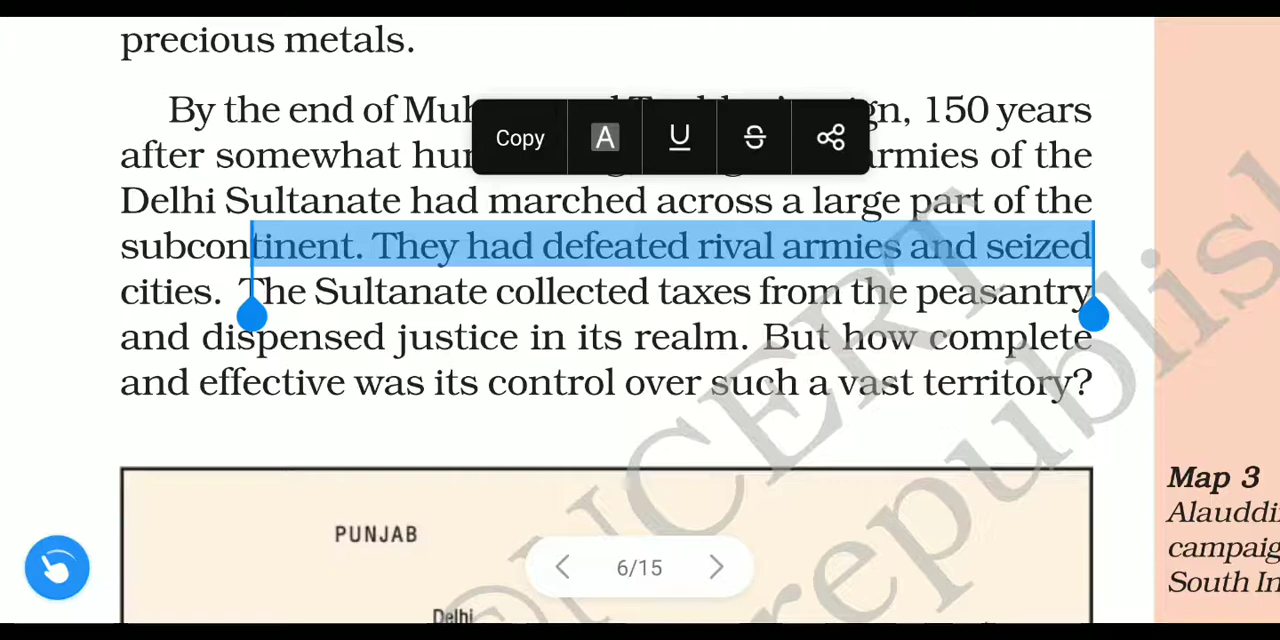 precious metals.
By the end of Muh gn, 150 years
after somewhat hu armies of the
Delhi Sultanate had marched across a large part of the
subcontinent. They had defeated rival armies and seized
cities. The Sultanate collected taxes from the peasantry
and dispensed justice in its realm. But how complete
and effective was its control over such a vast territory?
Copy A U S
Map 3
Alauddi
campaig
South In
PUNJAB
6/15
Delhi
@NCERT
republis